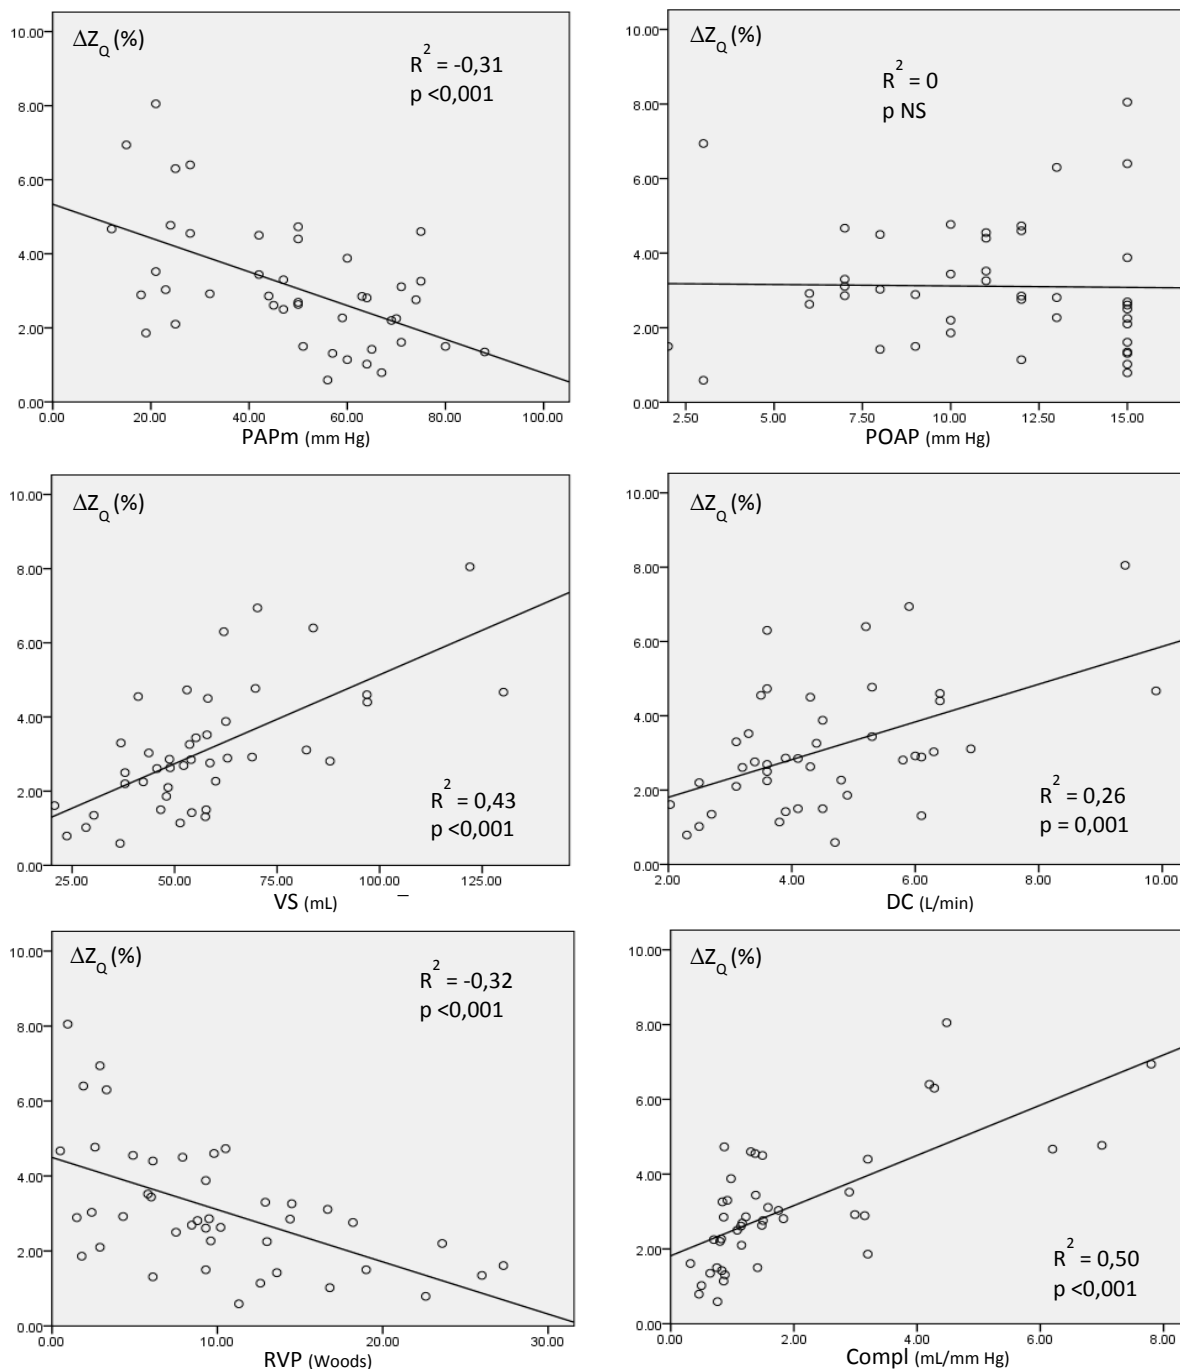 ΔZQ (%)
R2 = -0,31
p <0,001
10.00
8.00
6.00
4.00
2.00
0.00
0.00 20.00 40.00 60.00 80.00 100.00
PAPm (mm Hg)
ΔZQ (%)
R2 = 0
p NS
10.00
8.00
6.00
4.00
2.00
0.00
2.50 5.00 7.50 10.00 12.50 15.00
POAP (mm Hg)
ΔZQ (%)
R2 = 0,43
p <0,001
10.00
8.00
6.00
4.00
2.00
0.00
25.00 50.00 75.00 100.00 125.00
VS (mL)
ΔZQ (%)
R2 = 0,26
p = 0,001
10.00
8.00
6.00
4.00
2.00
0.00
2.00 4.00 6.00 8.00 10.00
DC (L/min)
ΔZQ (%)
R2 = -0,32
p <0,001
10.00
8.00
6.00
4.00
2.00
0.00
0.00 10.00 20.00 30.00
RVP (Woods)
ΔZQ (%)
R2 = 0,50
p <0,001
10.00
8.00
6.00
4.00
2.00
0.00
0.00 2.00 4.00 6.00 8.00
Compl (mL/mm Hg)